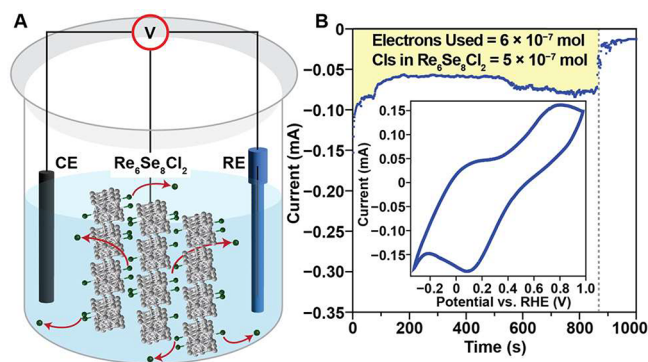 A
V
CE
Re6Se8Cl2
RE
B
Electrons Used = 6 × 10⁻⁷ mol
Cls in Re6Se8Cl2 = 5 × 10⁻⁷ mol
0
−0.05
−0.10
−0.15
−0.20
−0.25
−0.30
−0.35
Current (mA)
0.15
0.10
0.05
0
−0.05
−0.10
−0.15
Current (mA)
−0.4 −0.2 0 0.2 0.4 0.6 0.8 1.0
Potential vs. RHE (V)
0 200 400 600 800 1000
Time (s)